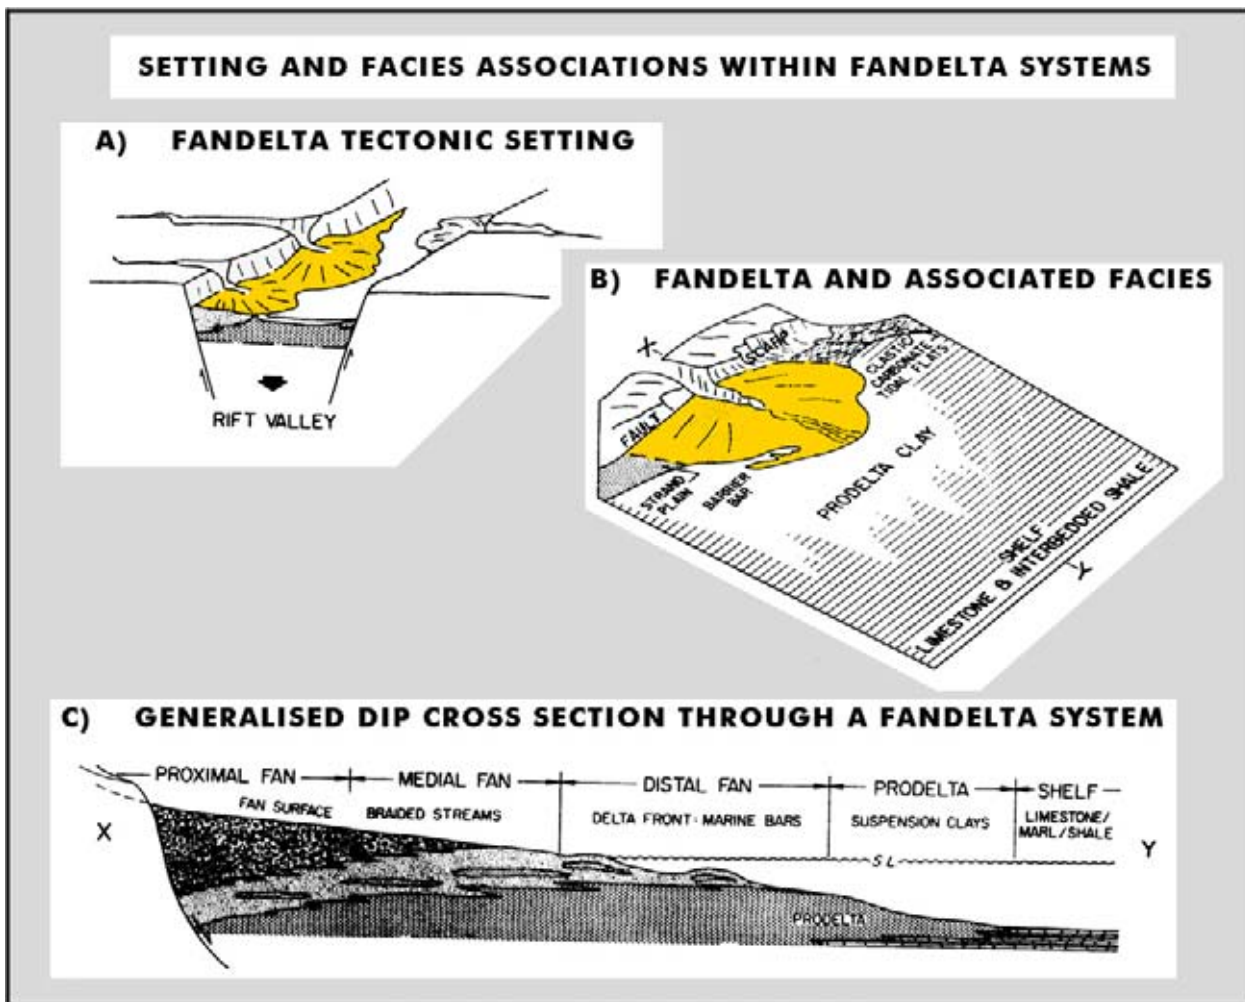 SETTING AND FACIES ASSOCIATIONS WITHIN FANDELTA SYSTEMS
A) FANDELTA TECTONIC SETTING
RIFT VALLEY
B) FANDELTA AND ASSOCIATED FACIES
X
SCARP
FAULT
CLASTIC/
CARBONATE
TIDAL FLATS
STRAND
PLAIN
BARRIER
BAR
PRODELTA CLAY
SHELF
LIMESTONE & INTERBEDDED SHALE
Y
C) GENERALISED DIP CROSS SECTION THROUGH A FANDELTA SYSTEM
PROXIMAL FAN MEDIAL FAN DISTAL FAN PRODELTA SHELF
FAN SURFACE BRAIDED STREAMS DELTA FRONT: MARINE BARS SUSPENSION CLAYS LIMESTONE/
MARL/SHALE
X
Y
SL
PRODELTA